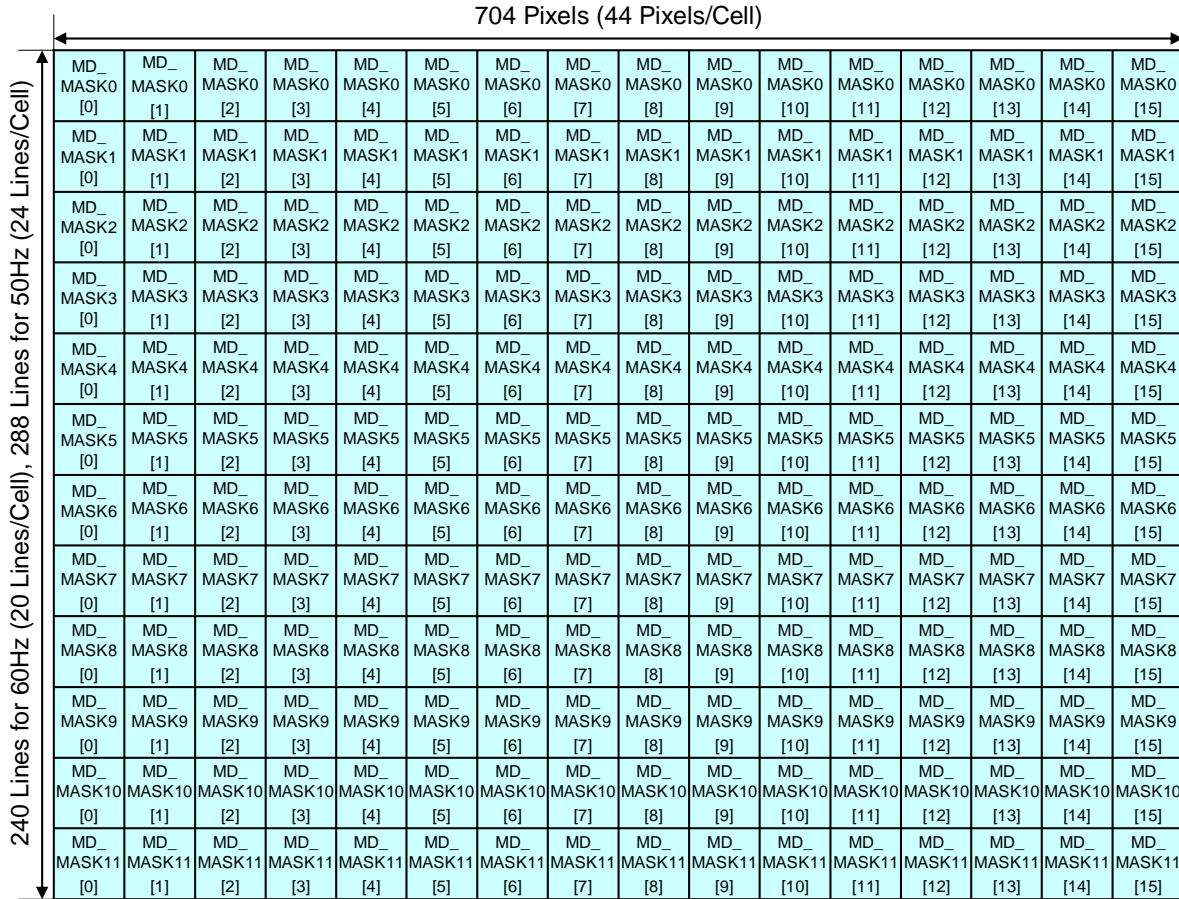 704 Pixels (44 Pixels/Cell)
240 Lines for 60Hz (20 Lines/Cell), 288 Lines for 50Hz (24 Lines/Cell)
MD_ MD_ MD_ MD_ MD_ MD_ MD_ MD_ MD_ MD_ MD_ MD_ MD_ MD_ MD_ MD_
MASK0 MASK0 MASK0 MASK0 MASK0 MASK0 MASK0 MASK0 MASK0 MASK0 MASK0 MASK0 MASK0 MASK0 MASK0 MASK0
[0] [1] [2] [3] [4] [5] [6] [7] [8] [9] [10] [11] [12] [13] [14] [15]
MD_ MD_ MD_ MD_ MD_ MD_ MD_ MD_ MD_ MD_ MD_ MD_ MD_ MD_ MD_ MD_
MASK1 MASK1 MASK1 MASK1 MASK1 MASK1 MASK1 MASK1 MASK1 MASK1 MASK1 MASK1 MASK1 MASK1 MASK1 MASK1
[0] [1] [2] [3] [4] [5] [6] [7] [8] [9] [10] [11] [12] [13] [14] [15]
MD_ MD_ MD_ MD_ MD_ MD_ MD_ MD_ MD_ MD_ MD_ MD_ MD_ MD_ MD_ MD_
MASK2 MASK2 MASK2 MASK2 MASK2 MASK2 MASK2 MASK2 MASK2 MASK2 MASK2 MASK2 MASK2 MASK2 MASK2 MASK2
[0] [1] [2] [3] [4] [5] [6] [7] [8] [9] [10] [11] [12] [13] [14] [15]
MD_ MD_ MD_ MD_ MD_ MD_ MD_ MD_ MD_ MD_ MD_ MD_ MD_ MD_ MD_ MD_
MASK3 MASK3 MASK3 MASK3 MASK3 MASK3 MASK3 MASK3 MASK3 MASK3 MASK3 MASK3 MASK3 MASK3 MASK3 MASK3
[0] [1] [2] [3] [4] [5] [6] [7] [8] [9] [10] [11] [12] [13] [14] [15]
MD_ MD_ MD_ MD_ MD_ MD_ MD_ MD_ MD_ MD_ MD_ MD_ MD_ MD_ MD_ MD_
MASK4 MASK4 MASK4 MASK4 MASK4 MASK4 MASK4 MASK4 MASK4 MASK4 MASK4 MASK4 MASK4 MASK4 MASK4 MASK4
[0] [1] [2] [3] [4] [5] [6] [7] [8] [9] [10] [11] [12] [13] [14] [15]
MD_ MD_ MD_ MD_ MD_ MD_ MD_ MD_ MD_ MD_ MD_ MD_ MD_ MD_ MD_ MD_
MASK5 MASK5 MASK5 MASK5 MASK5 MASK5 MASK5 MASK5 MASK5 MASK5 MASK5 MASK5 MASK5 MASK5 MASK5 MASK5
[0] [1] [2] [3] [4] [5] [6] [7] [8] [9] [10] [11] [12] [13] [14] [15]
MD_ MD_ MD_ MD_ MD_ MD_ MD_ MD_ MD_ MD_ MD_ MD_ MD_ MD_ MD_ MD_
MASK6 MASK6 MASK6 MASK6 MASK6 MASK6 MASK6 MASK6 MASK6 MASK6 MASK6 MASK6 MASK6 MASK6 MASK6 MASK6
[0] [1] [2] [3] [4] [5] [6] [7] [8] [9] [10] [11] [12] [13] [14] [15]
MD_ MD_ MD_ MD_ MD_ MD_ MD_ MD_ MD_ MD_ MD_ MD_ MD_ MD_ MD_ MD_
MASK7 MASK7 MASK7 MASK7 MASK7 MASK7 MASK7 MASK7 MASK7 MASK7 MASK7 MASK7 MASK7 MASK7 MASK7 MASK7
[0] [1] [2] [3] [4] [5] [6] [7] [8] [9] [10] [11] [12] [13] [14] [15]
MD_ MD_ MD_ MD_ MD_ MD_ MD_ MD_ MD_ MD_ MD_ MD_ MD_ MD_ MD_ MD_
MASK8 MASK8 MASK8 MASK8 MASK8 MASK8 MASK8 MASK8 MASK8 MASK8 MASK8 MASK8 MASK8 MASK8 MASK8 MASK8
[0] [1] [2] [3] [4] [5] [6] [7] [8] [9] [10] [11] [12] [13] [14] [15]
MD_ MD_ MD_ MD_ MD_ MD_ MD_ MD_ MD_ MD_ MD_ MD_ MD_ MD_ MD_ MD_
MASK9 MASK9 MASK9 MASK9 MASK9 MASK9 MASK9 MASK9 MASK9 MASK9 MASK9 MASK9 MASK9 MASK9 MASK9 MASK9
[0] [1] [2] [3] [4] [5] [6] [7] [8] [9] [10] [11] [12] [13] [14] [15]
MD_ MD_ MD_ MD_ MD_ MD_ MD_ MD_ MD_ MD_ MD_ MD_ MD_ MD_ MD_ MD_
MASK10 MASK10 MASK10 MASK10 MASK10 MASK10 MASK10 MASK10 MASK10 MASK10 MASK10 MASK10 MASK10 MASK10 MASK10 MASK10
[0] [1] [2] [3] [4] [5] [6] [7] [8] [9] [10] [11] [12] [13] [14] [15]
MD_ MD_ MD_ MD_ MD_ MD_ MD_ MD_ MD_ MD_ MD_ MD_ MD_ MD_ MD_ MD_
MASK11 MASK11 MASK11 MASK11 MASK11 MASK11 MASK11 MASK11 MASK11 MASK11 MASK11 MASK11 MASK11 MASK11 MASK11 MASK11
[0] [1] [2] [3] [4] [5] [6] [7] [8] [9] [10] [11] [12] [13] [14] [15]